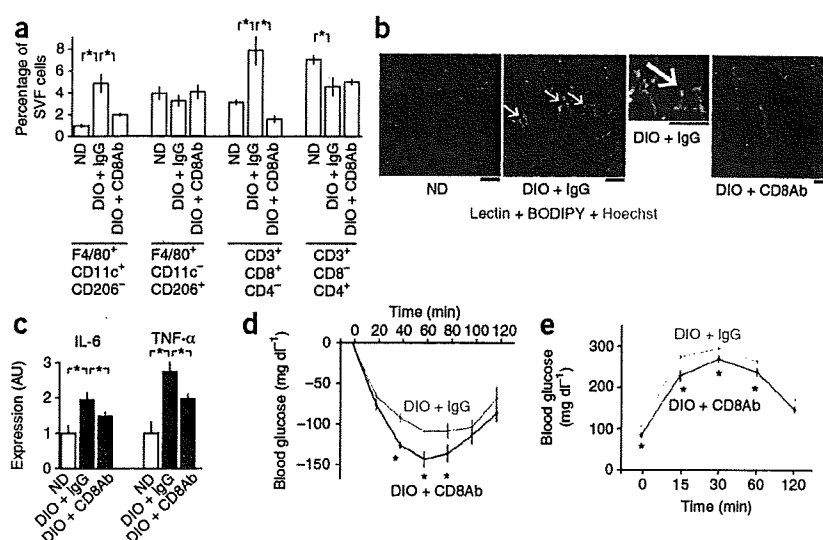 a
Percentage of
SVF cells
8
6
4
2
0
* * * * *
ND
DIO + IgG
DIO + CD8Ab
ND
DIO + IgG
DIO + CD8Ab
ND
DIO + IgG
DIO + CD8Ab
ND
DIO + IgG
DIO + CD8Ab
F4/80+
CD11c+
CD206−
F4/80+
CD11c−
CD206+
CD3+
CD8+
CD4−
CD3+
CD8−
CD4+
b
ND
DIO + IgG
DIO + IgG
DIO + CD8Ab
Lectin + BODIPY + Hoechst
c
IL-6
TNF-α
* * * *
Expression (AU)
3
2
1
0
ND
DIO + IgG
DIO + CD8Ab
ND
DIO + IgG
DIO + CD8Ab
d
Time (min)
0 20 40 60 80 100 120
Blood glucose (mg dl−1)
0
−50
−100
−150
DIO + IgG
* * *
DIO + CD8Ab
e
Blood glucose
(mg dl−1)
300
200
100
0
DIO + IgG
DIO + CD8Ab
* * * *
0 15 30 60 120
Time (min)